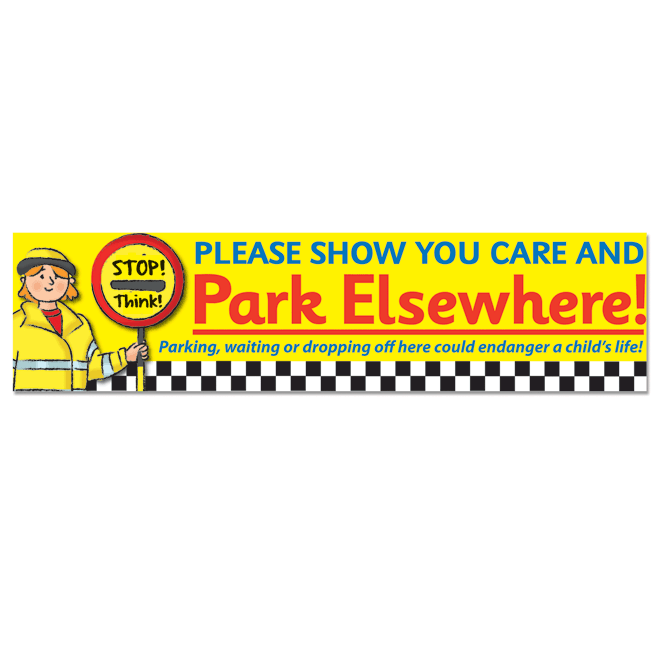 STOP!
Think!
PLEASE SHOW YOU CARE AND
Park Elsewhere!
Parking, waiting or dropping off here could endanger a child's life!